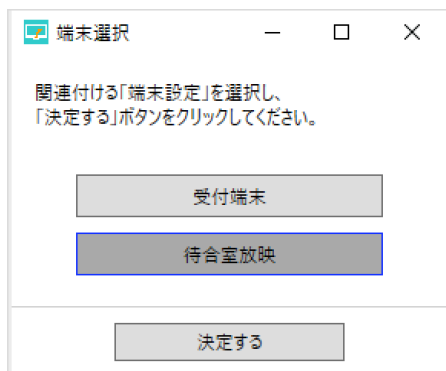 端末選択
関連付ける「端末設定」を選択し、
「決定する」ボタンをクリックしてください。
受付端末
待合室放映
決定する